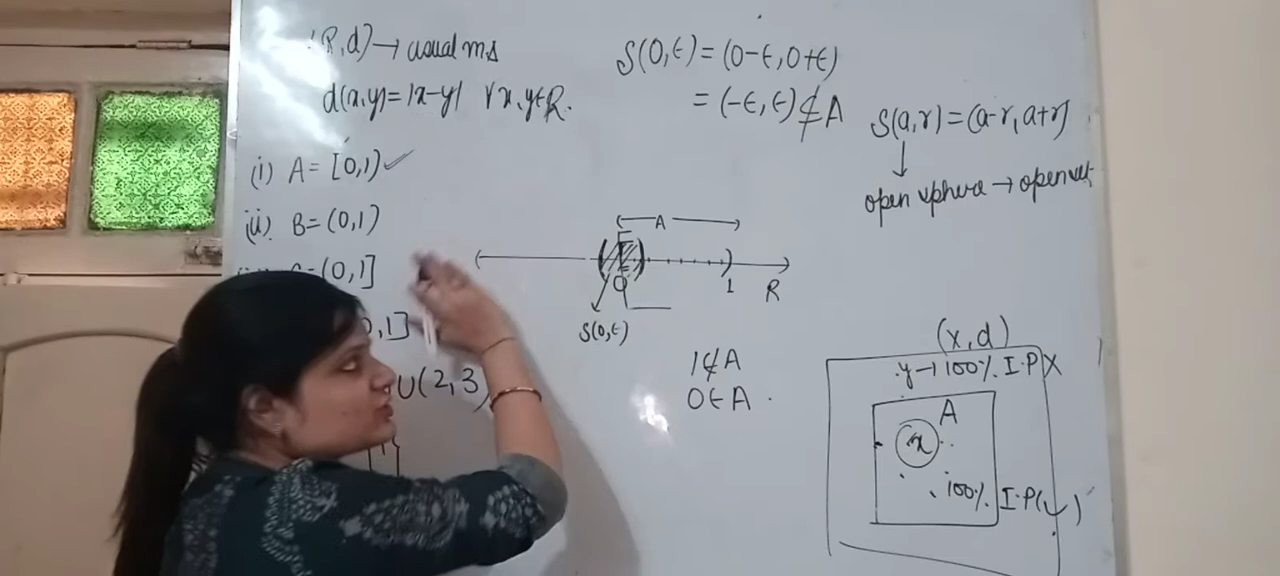 (R,d) → usual m.s
d(x,y) = |x-y| ∀ x, y ∈ R.
(i) A = [0,1) ✓
(ii). B = (0,1)
C = (0,1]
0,1]
U(2,3)
S(0,ϵ) = (0-ϵ, 0+ϵ)
= (-ϵ, ϵ) ⊄ A
S(a,r) = (a-r, a+r)
↓
open sphere → open set
A
0
1
R
S(0,ϵ)
1 ∉ A
0 ∈ A.
(x,d)
y → 100% I.P X
A
x
100% I.P(✓)